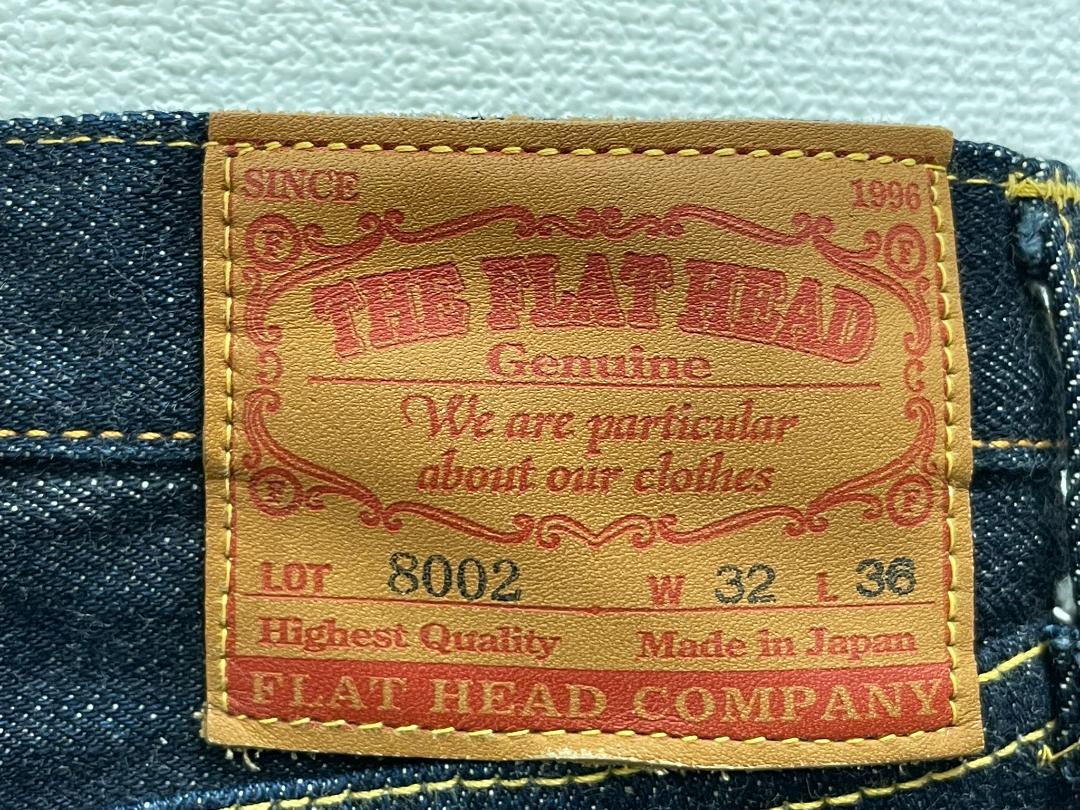 SINCE 1996
F F
THE FLAT HEAD
Genuine
We are particular
about our clothes
F F
LOT 8002 W 32 L 36
Highest Quality Made in Japan
FLAT HEAD COMPANY